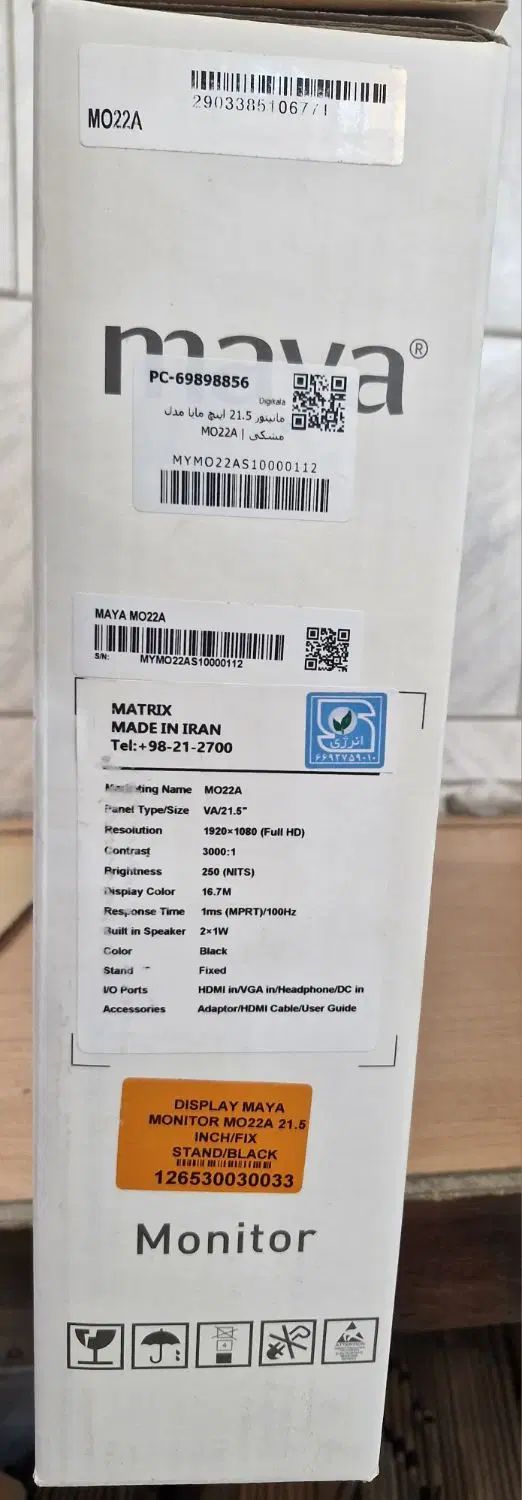 2903385106771
MO22A
maya®
PC-69898856
Digikala
مانیتور 21.5 اینچ مایا مدل
MO22A | مشکی
MYMO22AS10000112
MAYA MO22A
S/N: MYMO22AS10000112
MATRIX
MADE IN IRAN
Tel:+98-21-2700
انرژی
۶۶۹۲۷۵۹۰۱۰
Marketing Name MO22A
Panel Type/Size VA/21.5"
Resolution 1920×1080 (Full HD)
Contrast 3000:1
Brightness 250 (NITS)
Display Color 16.7M
Response Time 1ms (MPRT)/100Hz
Built in Speaker 2×1W
Color Black
Stand Fixed
I/O Ports HDMI in/VGA in/Headphone/DC in
Accessories Adaptor/HDMI Cable/User Guide
DISPLAY MAYA
MONITOR MO22A 21.5
INCH/FIX
STAND/BLACK
126530030033
Monitor
4
ATTENTION